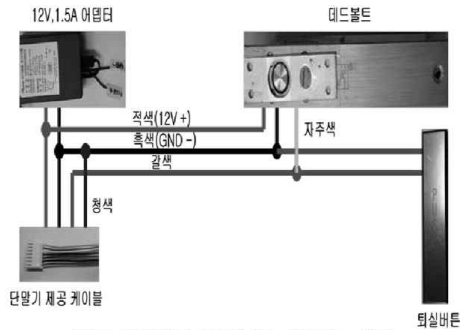 12V,1.5A 어댑터
데드볼트
적색(12V+)
흑색(GND -)
자주색
갈색
청색
단말기 제공 케이블
퇴실버튼